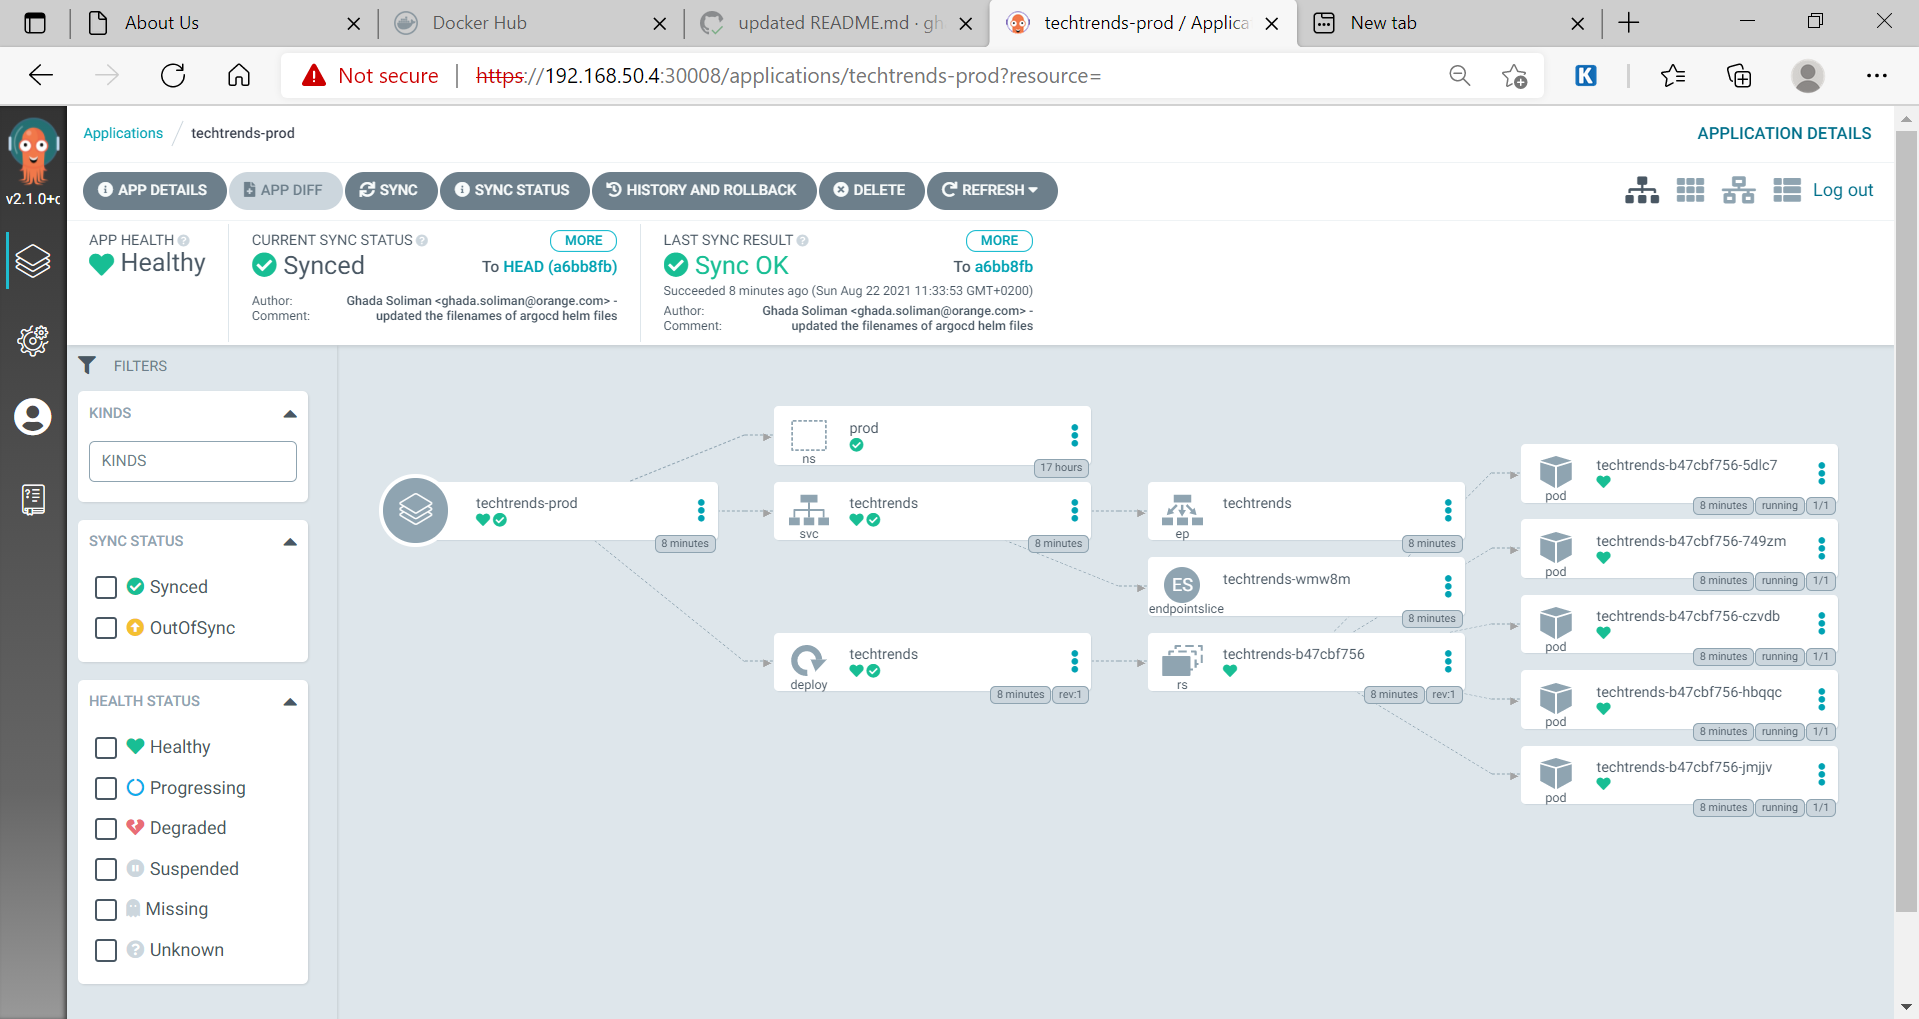 About Us
Docker Hub
updated README.md · gh
techtrends-prod / Applica
New tab
Not secure
https://192.168.50.4:30008/applications/techtrends-prod?resource=
K
v2.1.0+
Applications / techtrends-prod
APPLICATION DETAILS
APP DETAILS
APP DIFF
SYNC
SYNC STATUS
HISTORY AND ROLLBACK
DELETE
REFRESH
Log out
APP HEALTH
Healthy
CURRENT SYNC STATUS
MORE
Synced
To HEAD (a6bb8fb)
Author: Ghada Soliman <ghada.soliman@orange.com> -
Comment: updated the filenames of argocd helm files
LAST SYNC RESULT
MORE
Sync OK
To a6bb8fb
Succeeded 8 minutes ago (Sun Aug 22 2021 11:33:53 GMT+0200)
Author: Ghada Soliman <ghada.soliman@orange.com> -
Comment: updated the filenames of argocd helm files
FILTERS
KINDS
KINDS
SYNC STATUS
Synced
OutOfSync
HEALTH STATUS
Healthy
Progressing
Degraded
Suspended
Missing
Unknown
techtrends-prod
8 minutes
prod
ns
17 hours
techtrends
svc
8 minutes
techtrends
deploy
8 minutes
rev:1
techtrends
ep
8 minutes
ES
techtrends-wmw8m
endpointslice
8 minutes
techtrends-b47cbf756
rs
8 minutes
rev:1
techtrends-b47cbf756-5dlc7
pod
8 minutes
running
1/1
techtrends-b47cbf756-749zm
pod
8 minutes
running
1/1
techtrends-b47cbf756-czvdb
pod
8 minutes
running
1/1
techtrends-b47cbf756-hbqqc
pod
8 minutes
running
1/1
techtrends-b47cbf756-jmjjv
pod
8 minutes
running
1/1